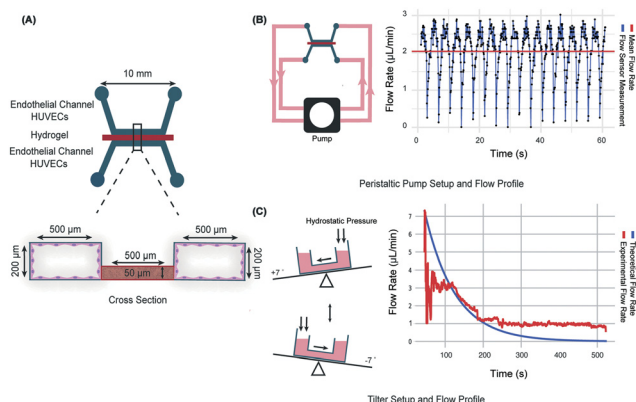 (A)
10 mm
Endothelial Channel
HUVECs
Hydrogel
Endothelial Channel
HUVECs
500 µm
500 µm
500 µm
200 µm
50 µm
200 µm
Cross Section
(B)
Pump
Flow Rate (µL/min)
3
2
1
0
0
20
40
60
Time (s)
Mean Flow Rate
Flow Sensor Measurement
Peristaltic Pump Setup and Flow Profile
(C)
Hydrostatic Pressure
+7°
-7°
Flow Rate (µL/min)
7
6
5
4
3
2
1
0
100
200
300
400
500
Time (s)
Theoretical Flow Rate
Experimental Flow Rate
Tilter Setup and Flow Profile